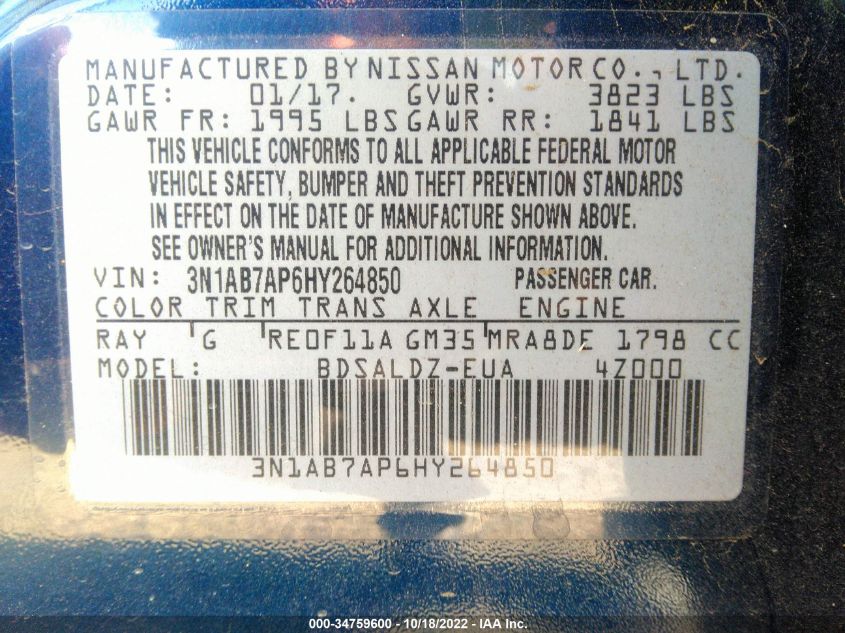 MANUFACTURED BY NISSAN MOTOR CO., LTD.
DATE: 01/17. GVWR: 3823 LBS
GAWR FR: 1995 LBS GAWR RR: 1841 LBS
THIS VEHICLE CONFORMS TO ALL APPLICABLE FEDERAL MOTOR
VEHICLE SAFETY, BUMPER AND THEFT PREVENTION STANDARDS
IN EFFECT ON THE DATE OF MANUFACTURE SHOWN ABOVE.
SEE OWNER'S MANUAL FOR ADDITIONAL INFORMATION.
VIN: 3N1AB7AP6HY264850 PASSENGER CAR.
COLOR TRIM TRANS AXLE ENGINE
RAY G RE0F11A GM35 MRA8DE 1798 CC
MODEL: BDSALDZ-EUA 4Z000
3N1AB7AP6HY264850
000-34759600 - 10/18/2022 - IAA Inc.